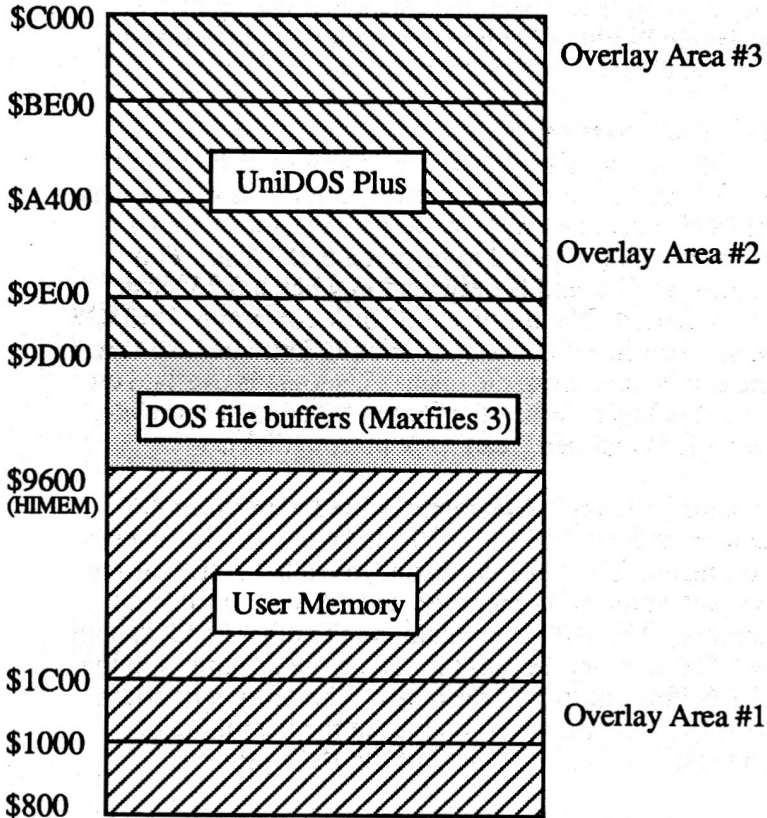 $C000
Overlay Area #3
$BE00
UniDOS Plus
$A400
Overlay Area #2
$9E00
$9D00
DOS file buffers (Maxfiles 3)
$9600
(HIMEM)
User Memory
$1C00
Overlay Area #1
$1000
$800